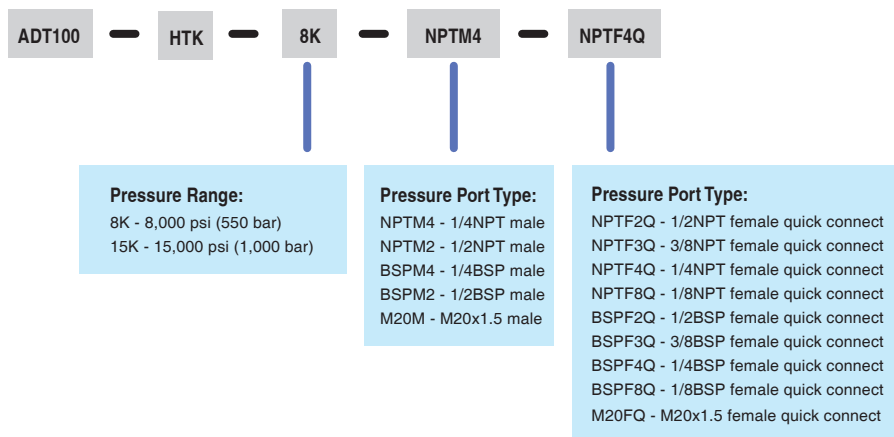 ADT100 — HTK — 8K — NPTM4 — NPTF4Q
Pressure Range:
8K - 8,000 psi (550 bar)
15K - 15,000 psi (1,000 bar)
Pressure Port Type:
NPTM4 - 1/4NPT male
NPTM2 - 1/2NPT male
BSPM4 - 1/4BSP male
BSPM2 - 1/2BSP male
M20M - M20x1.5 male
Pressure Port Type:
NPTF2Q - 1/2NPT female quick connect
NPTF3Q - 3/8NPT female quick connect
NPTF4Q - 1/4NPT female quick connect
NPTF8Q - 1/8NPT female quick connect
BSPF2Q - 1/2BSP female quick connect
BSPF3Q - 3/8BSP female quick connect
BSPF4Q - 1/4BSP female quick connect
BSPF8Q - 1/8BSP female quick connect
M20FQ - M20x1.5 female quick connect